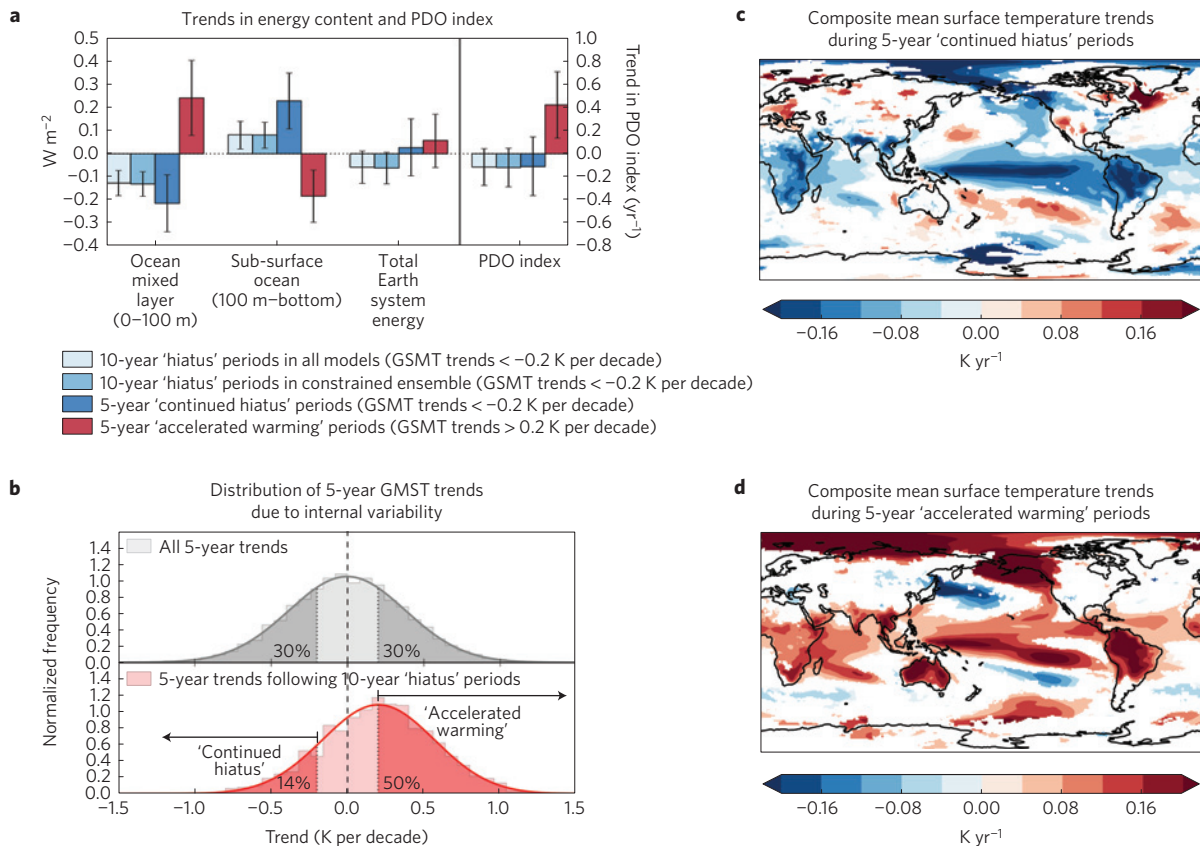 a
Trends in energy content and PDO index
0.5
0.4
0.3
0.2
0.1
0.0
−0.1
−0.2
−0.3
−0.4
W m−2
1.0
0.8
0.6
0.4
0.2
0.0
−0.2
−0.4
−0.6
−0.8
Trend in PDO index (yr−1)
Ocean
mixed
layer
(0–100 m)
Sub-surface
ocean
(100 m–bottom)
Total
Earth
system
energy
PDO index
10-year 'hiatus' periods in all models (GSMT trends < −0.2 K per decade)
10-year 'hiatus' periods in constrained ensemble (GSMT trends < −0.2 K per decade)
5-year 'continued hiatus' periods (GSMT trends < −0.2 K per decade)
5-year 'accelerated warming' periods (GSMT trends > 0.2 K per decade)
b
Distribution of 5-year GMST trends
due to internal variability
Normalized frequency
1.4
1.2
1.0
0.8
0.6
0.4
0.2
0.0
All 5-year trends
30%
30%
1.4
1.2
1.0
0.8
0.6
0.4
0.2
0.0
5-year trends following 10-year 'hiatus' periods
'Continued
hiatus'
'Accelerated
warming'
14%
50%
−1.5
−1.0
−0.5
0.0
0.5
1.0
1.5
Trend (K per decade)
c
Composite mean surface temperature trends
during 5-year 'continued hiatus' periods
−0.16
−0.08
0.00
0.08
0.16
K yr−1
d
Composite mean surface temperature trends
during 5-year 'accelerated warming' periods
−0.16
−0.08
0.00
0.08
0.16
K yr−1